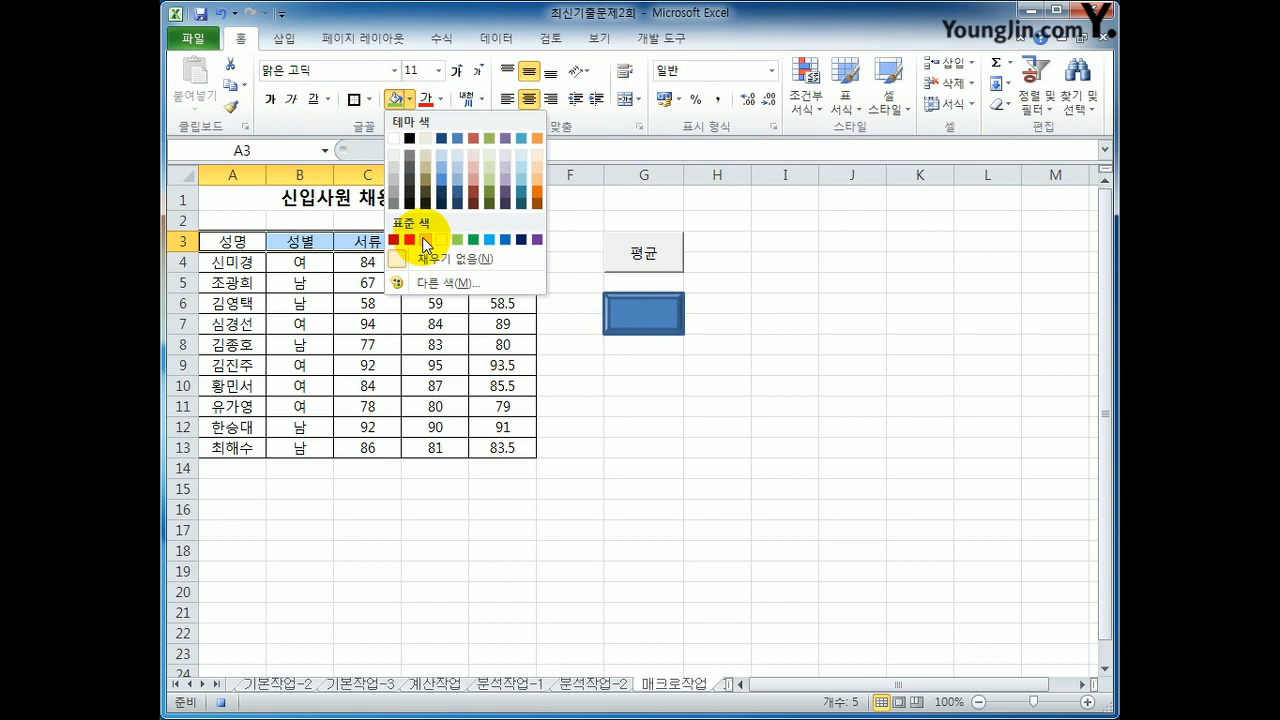 최신기출문제2회 - Microsoft Excel
YoungJin.com Y.
파일 홈 삽입 페이지 레이아웃 수식 데이터 검토 보기 개발 도구
맑은 고딕 11 일반
붙여넣기 가 가 가 가 내천 % 조건부 서식 표 서식 셀 스타일 삽입 삭제 서식 Σ 정렬 및 필터 찾기 및 선택
클립보드 글꼴 맞춤 표시 형식 스타일 셀 편집
테마 색
표준 색
채우기 없음(N)
다른 색(M)...
A3
A B C F G H I J K L M
1 신입사원 채용
2
3 성명 성별 서류 평균
4 신미경 여 84
5 조광희 남 67
6 김영택 남 58 59 58.5
7 심경선 여 94 84 89
8 김종호 남 77 83 80
9 김진주 여 92 95 93.5
10 황민서 여 84 87 85.5
11 유가영 여 78 80 79
12 한승대 남 92 90 91
13 최해수 남 86 81 83.5
14
15
16
17
18
19
20
21
22
23
24
기본작업-2 기본작업-3 계산작업 분석작업-1 분석작업-2 매크로작업
준비 개수: 5 100%